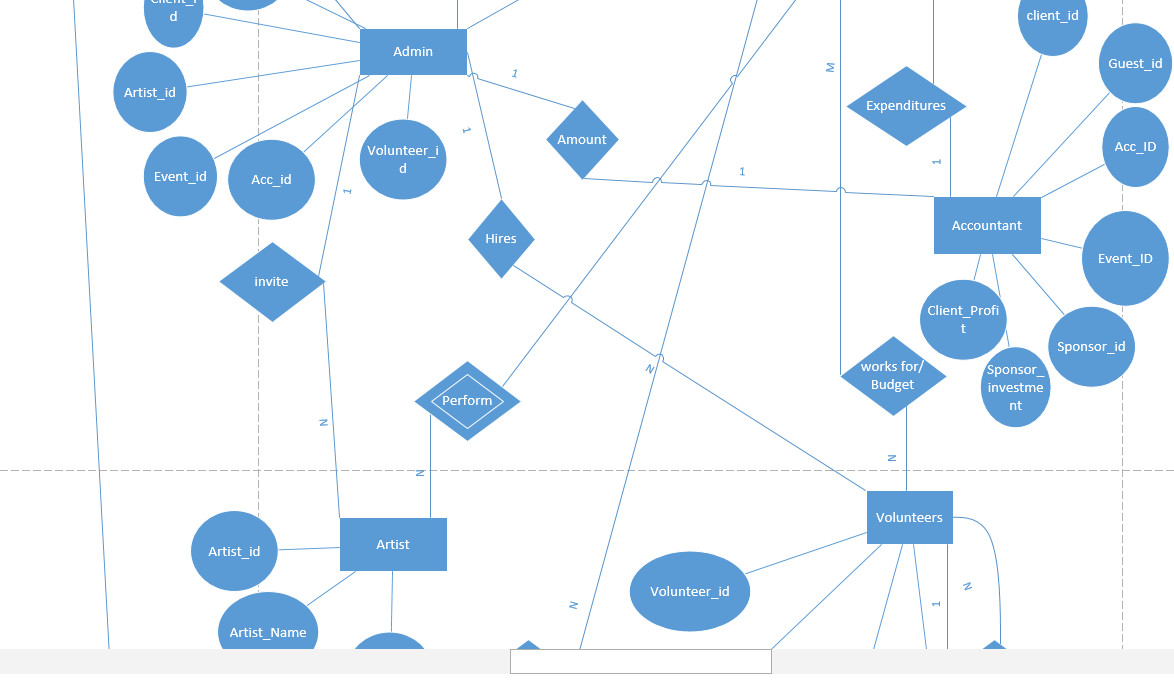 d
client_id
Admin
1
M
Guest_id
Artist_id
Expenditures
Amount
1
Volunteer_i
d
1
Acc_ID
Event_id
Acc_id
1
1
Accountant
Hires
Event_ID
invite
Client_Profi
t
Sponsor_id
works for/
Budget
Sponsor_
investme
nt
N
Perform
N
N
N
Volunteers
Artist
Artist_id
Volunteer_id
N
N
1
Artist_Name